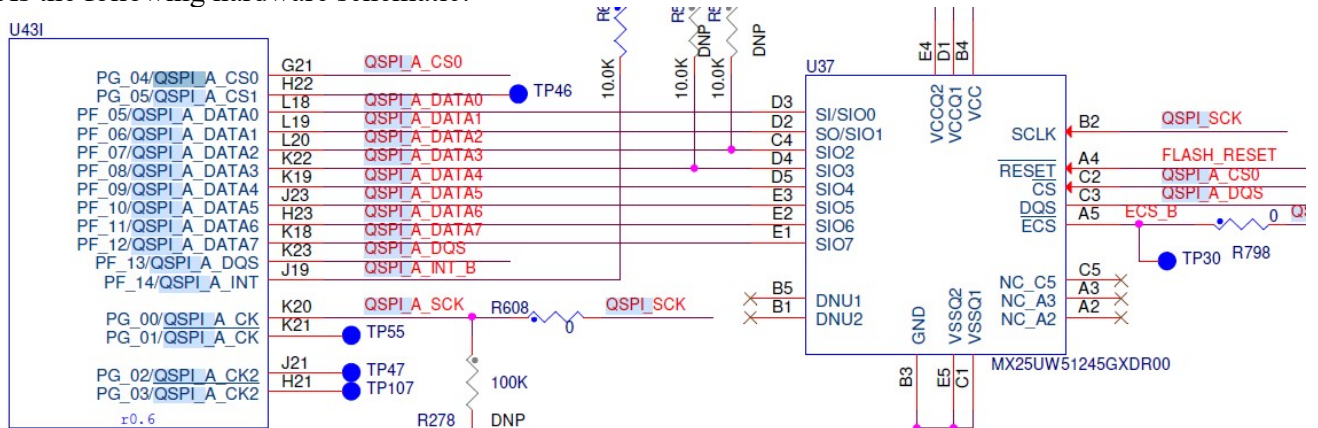 U43I
PG_04/QSPI_A_CS0 G21 QSPI_A_CS0
PG_05/QSPI_A_CS1 H22 TP46
PF_05/QSPI_A_DATA0 L18 QSPI_A_DATA0
PF_06/QSPI_A_DATA1 L19 QSPI_A_DATA1
PF_07/QSPI_A_DATA2 L20 QSPI_A_DATA2
PF_08/QSPI_A_DATA3 K22 QSPI_A_DATA3
PF_09/QSPI_A_DATA4 K19 QSPI_A_DATA4
PF_10/QSPI_A_DATA5 J23 QSPI_A_DATA5
PF_11/QSPI_A_DATA6 H23 QSPI_A_DATA6
PF_12/QSPI_A_DATA7 K18 QSPI_A_DATA7
PF_13/QSPI_A_DQS K23 QSPI_A_DQS
PF_14/QSPI_A_INT J19 QSPI_A_INT_B
PG_00/QSPI_A_CK K20 QSPI_A_SCK R608 0 QSPI_SCK
PG_01/QSPI_A_CK K21 TP55
PG_02/QSPI_A_CK2 J21 TP47
PG_03/QSPI_A_CK2 H21 TP107
r0.6
100K
R278 DNP
10.0K
10.0K DNP
10.0K DNP
U37
E4 D1 B4
VCCQ2 VCCQ1 VCC
D3 SI/SIO0
D2 SO/SIO1
C4 SIO2
D4 SIO3
D5 SIO4
E3 SIO5
E2 SIO6
E1 SIO7
B5 DNU1
B1 DNU2
SCLK B2 QSPI_SCK
RESET A4 FLASH_RESET
CS C2 QSPI_A_CS0
DQS C3 QSPI_A_DQS
ECS A5 ECS_B 0
TP30 R798
NC_C5 C5
NC_A3 A3
NC_A2 A2
GND VSSQ2 VSSQ1
B3 E5 C1
MX25UW51245GXDR00